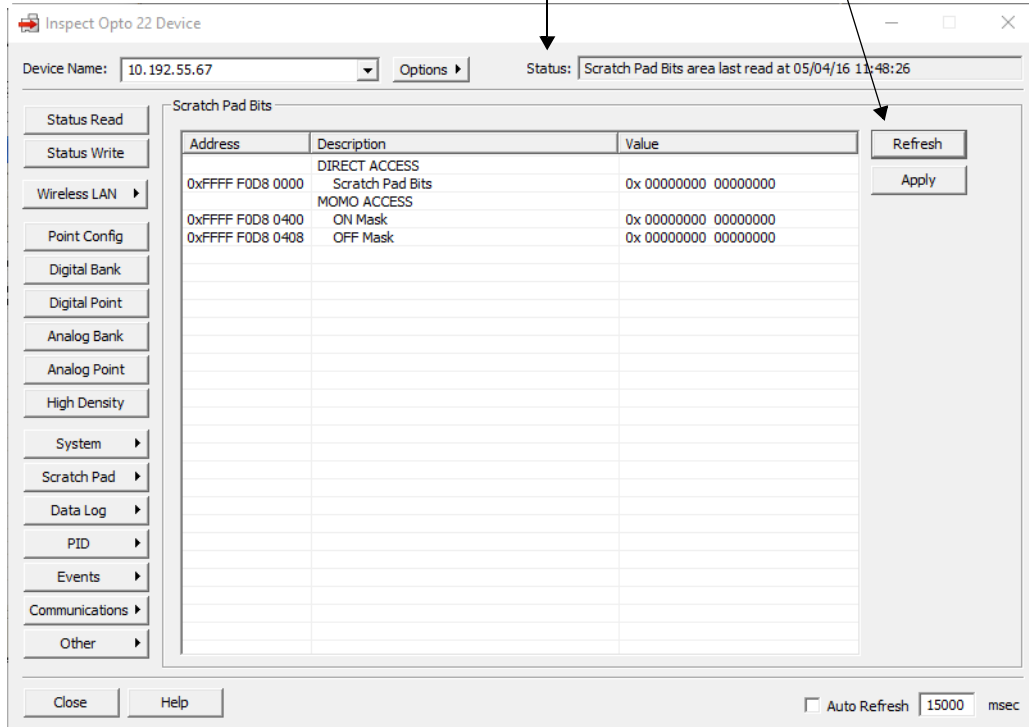 Inspect Opto 22 Device
Device Name: 10.192.55.67 Options Status: Scratch Pad Bits area last read at 05/04/16 11:48:26
Status Read
Status Write
Wireless LAN
Point Config
Digital Bank
Digital Point
Analog Bank
Analog Point
High Density
System
Scratch Pad
Data Log
PID
Events
Communications
Other
Scratch Pad Bits
Address Description Value
DIRECT ACCESS
0xFFFF F0D8 0000 Scratch Pad Bits 0x 00000000 00000000
MOMO ACCESS
0xFFFF F0D8 0400 ON Mask 0x 00000000 00000000
0xFFFF F0D8 0408 OFF Mask 0x 00000000 00000000
Refresh
Apply
Close Help Auto Refresh 15000 msec